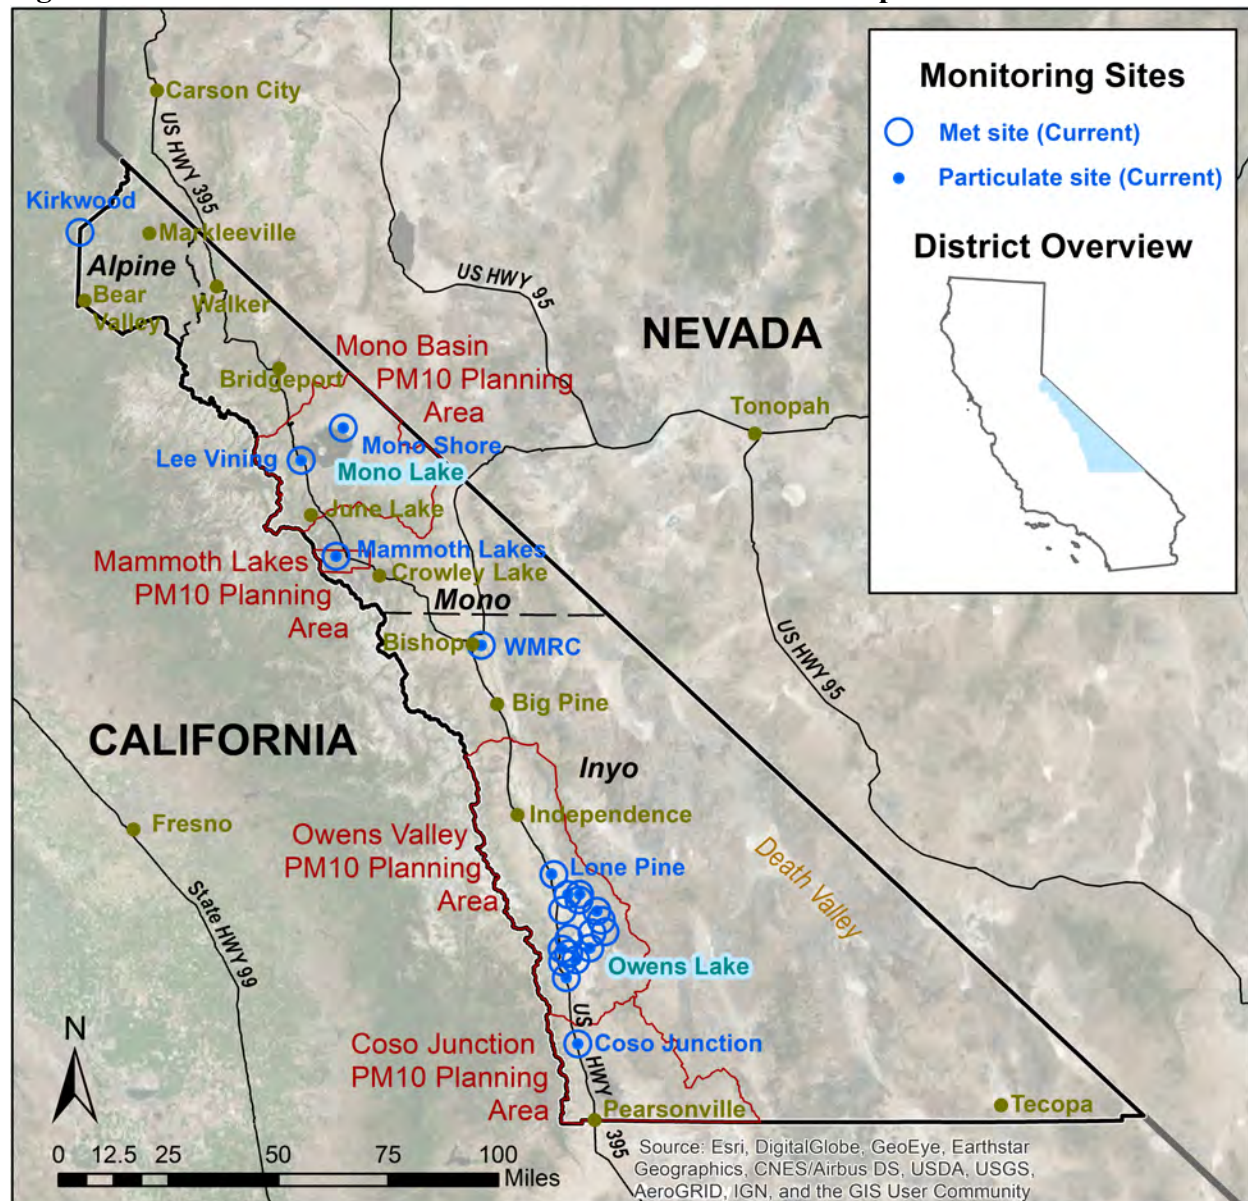 Monitoring Sites
Met site (Current)
Particulate site (Current)
District Overview
Carson City
US HWY 395
Kirkwood
Markleeville
Alpine
Bear
Valley
Walker
US HWY 95
NEVADA
Mono Basin
PM10 Planning
Area
Bridgeport
Tonopah
Mono Shore
Lee Vining
Mono Lake
June Lake
Mammoth Lakes
Mammoth Lakes
PM10 Planning
Area
Crowley Lake
Mono
Bishop
WMRC
US HWY 95
Big Pine
CALIFORNIA
Inyo
Independence
Fresno
Owens Valley
PM10 Planning
Area
Lone Pine
Death Valley
State HWY 99
Owens Lake
US HWY 395
Coso Junction
PM10 Planning
Area
Coso Junction
Pearsonville
Tecopa
N
0 12.5 25 50 75 100
Miles
Source: Esri, DigitalGlobe, GeoEye, Earthstar
Geographics, CNES/Airbus DS, USDA, USGS,
AeroGRID, IGN, and the GIS User Community